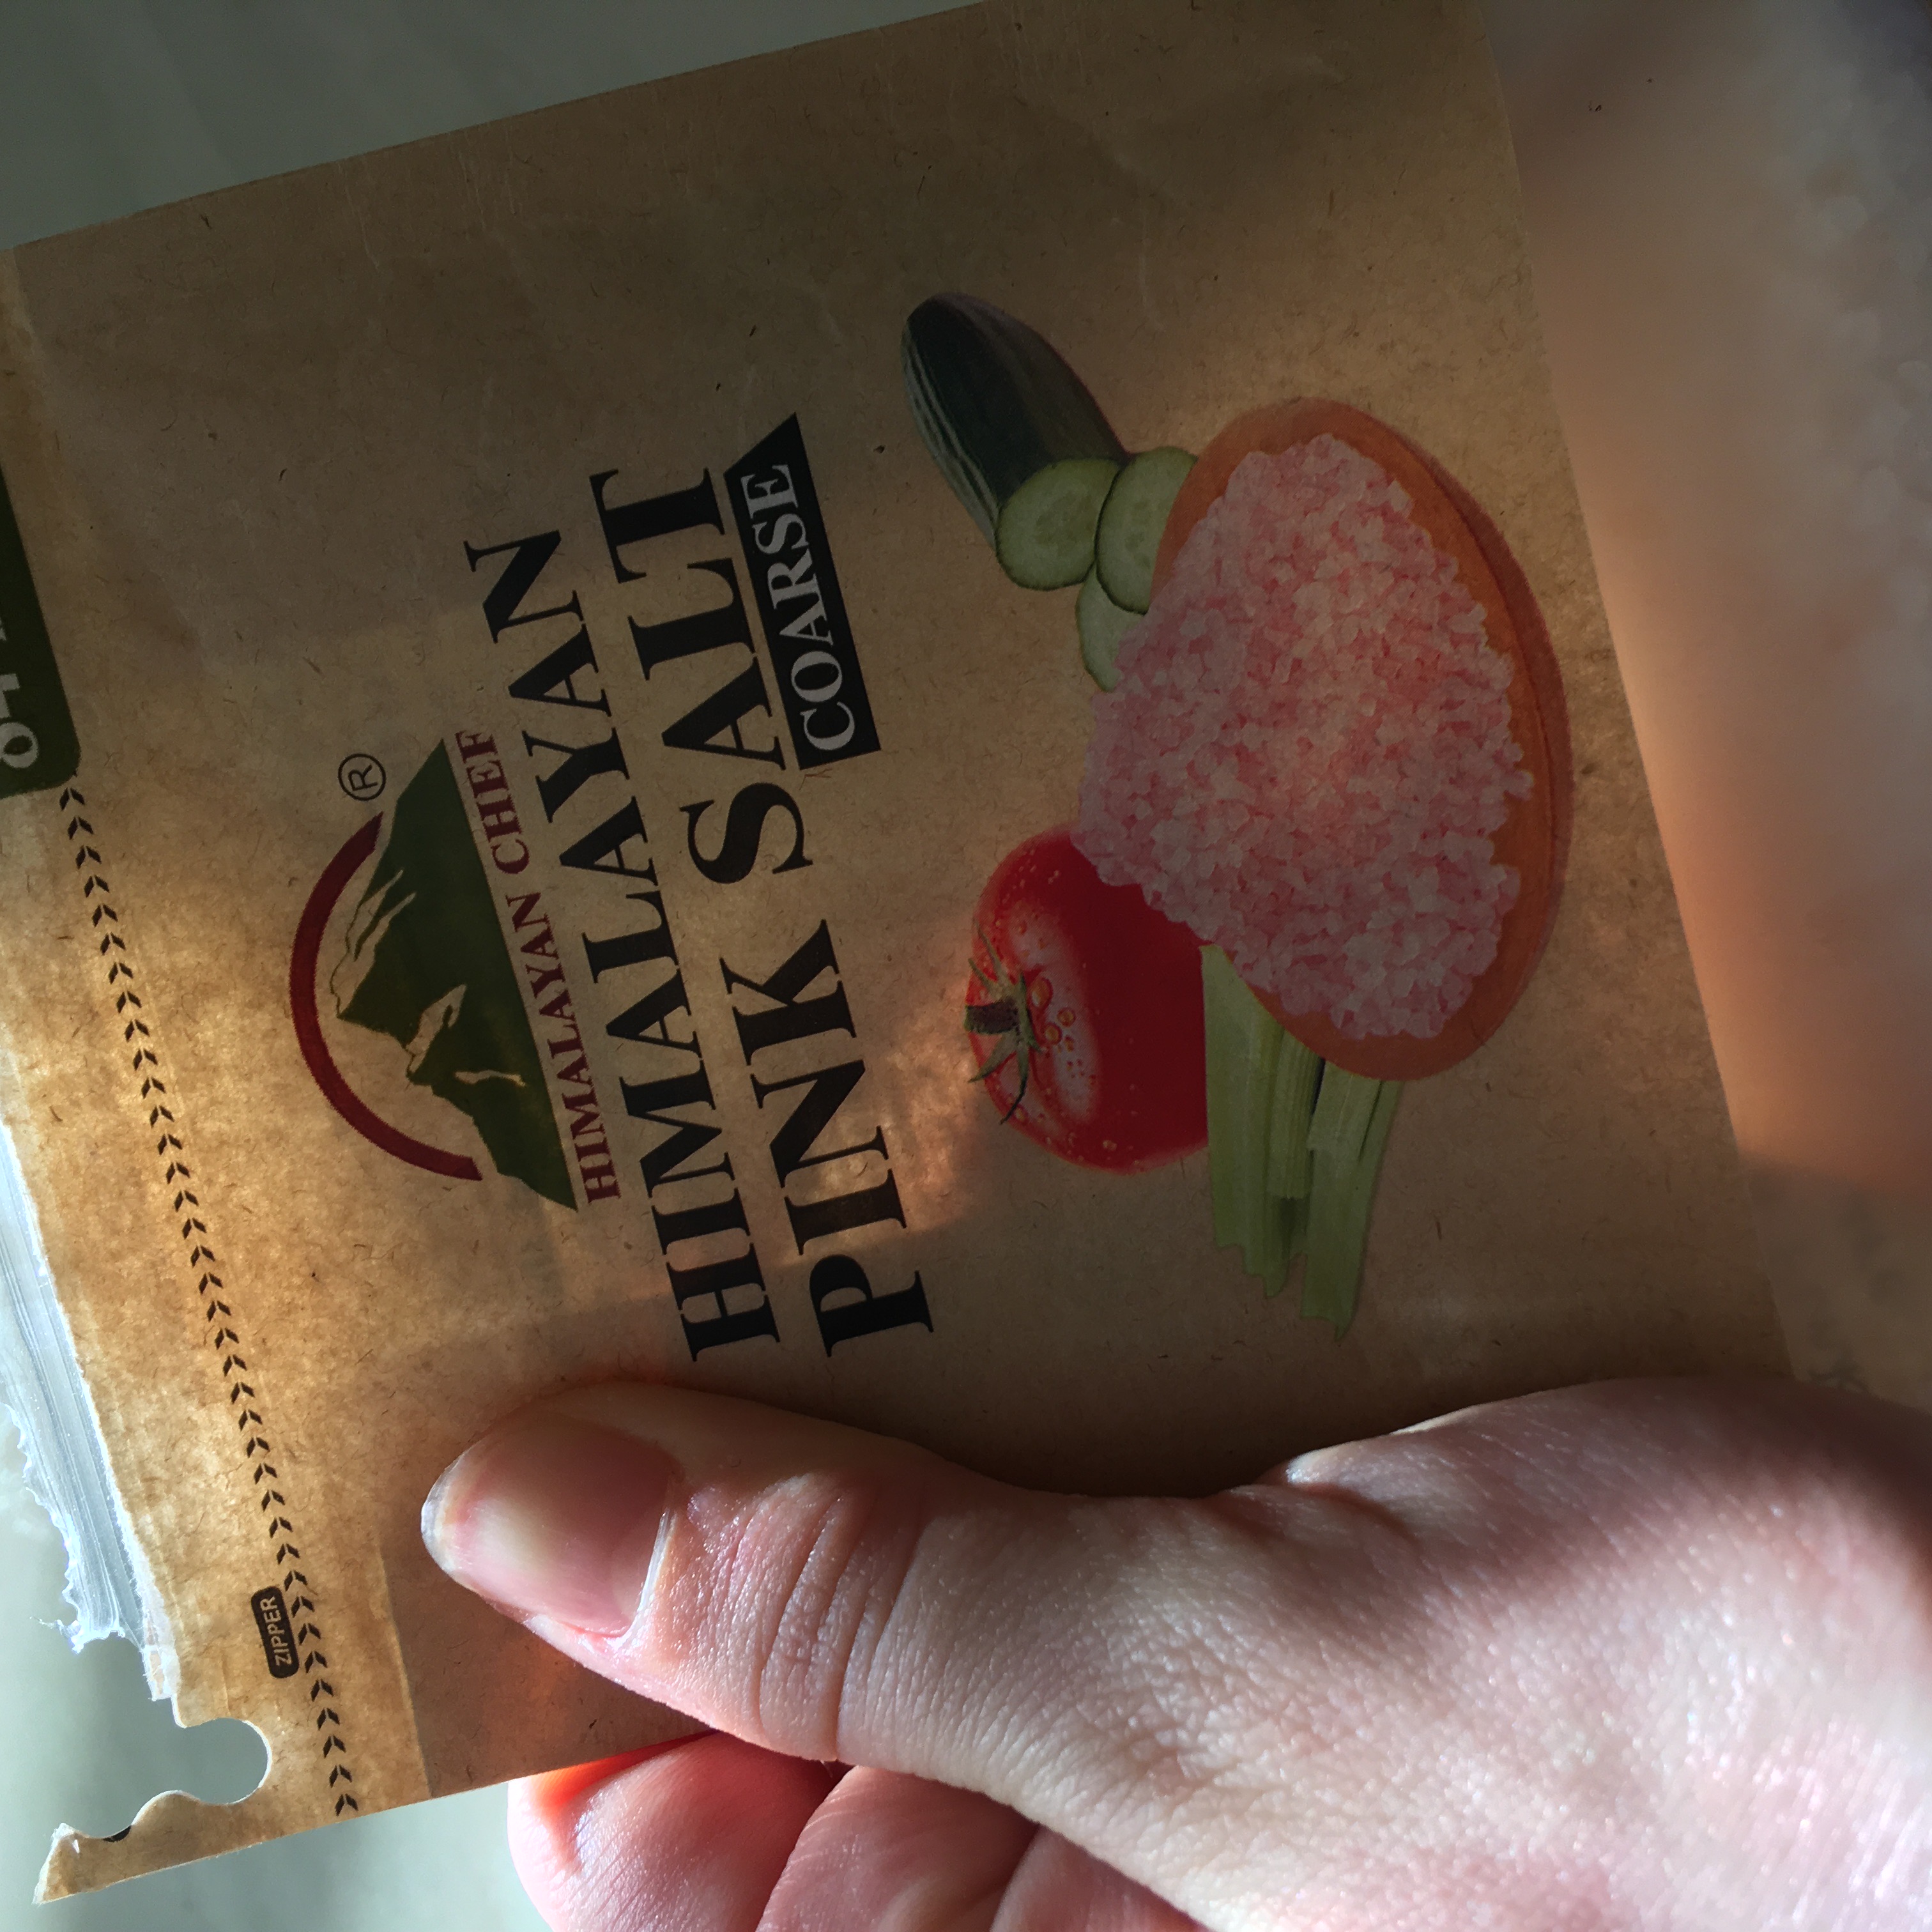 ®
HIMALAYAN CHEF
HIMALAYAN
PINK SALT
COARSE
ZIPPER